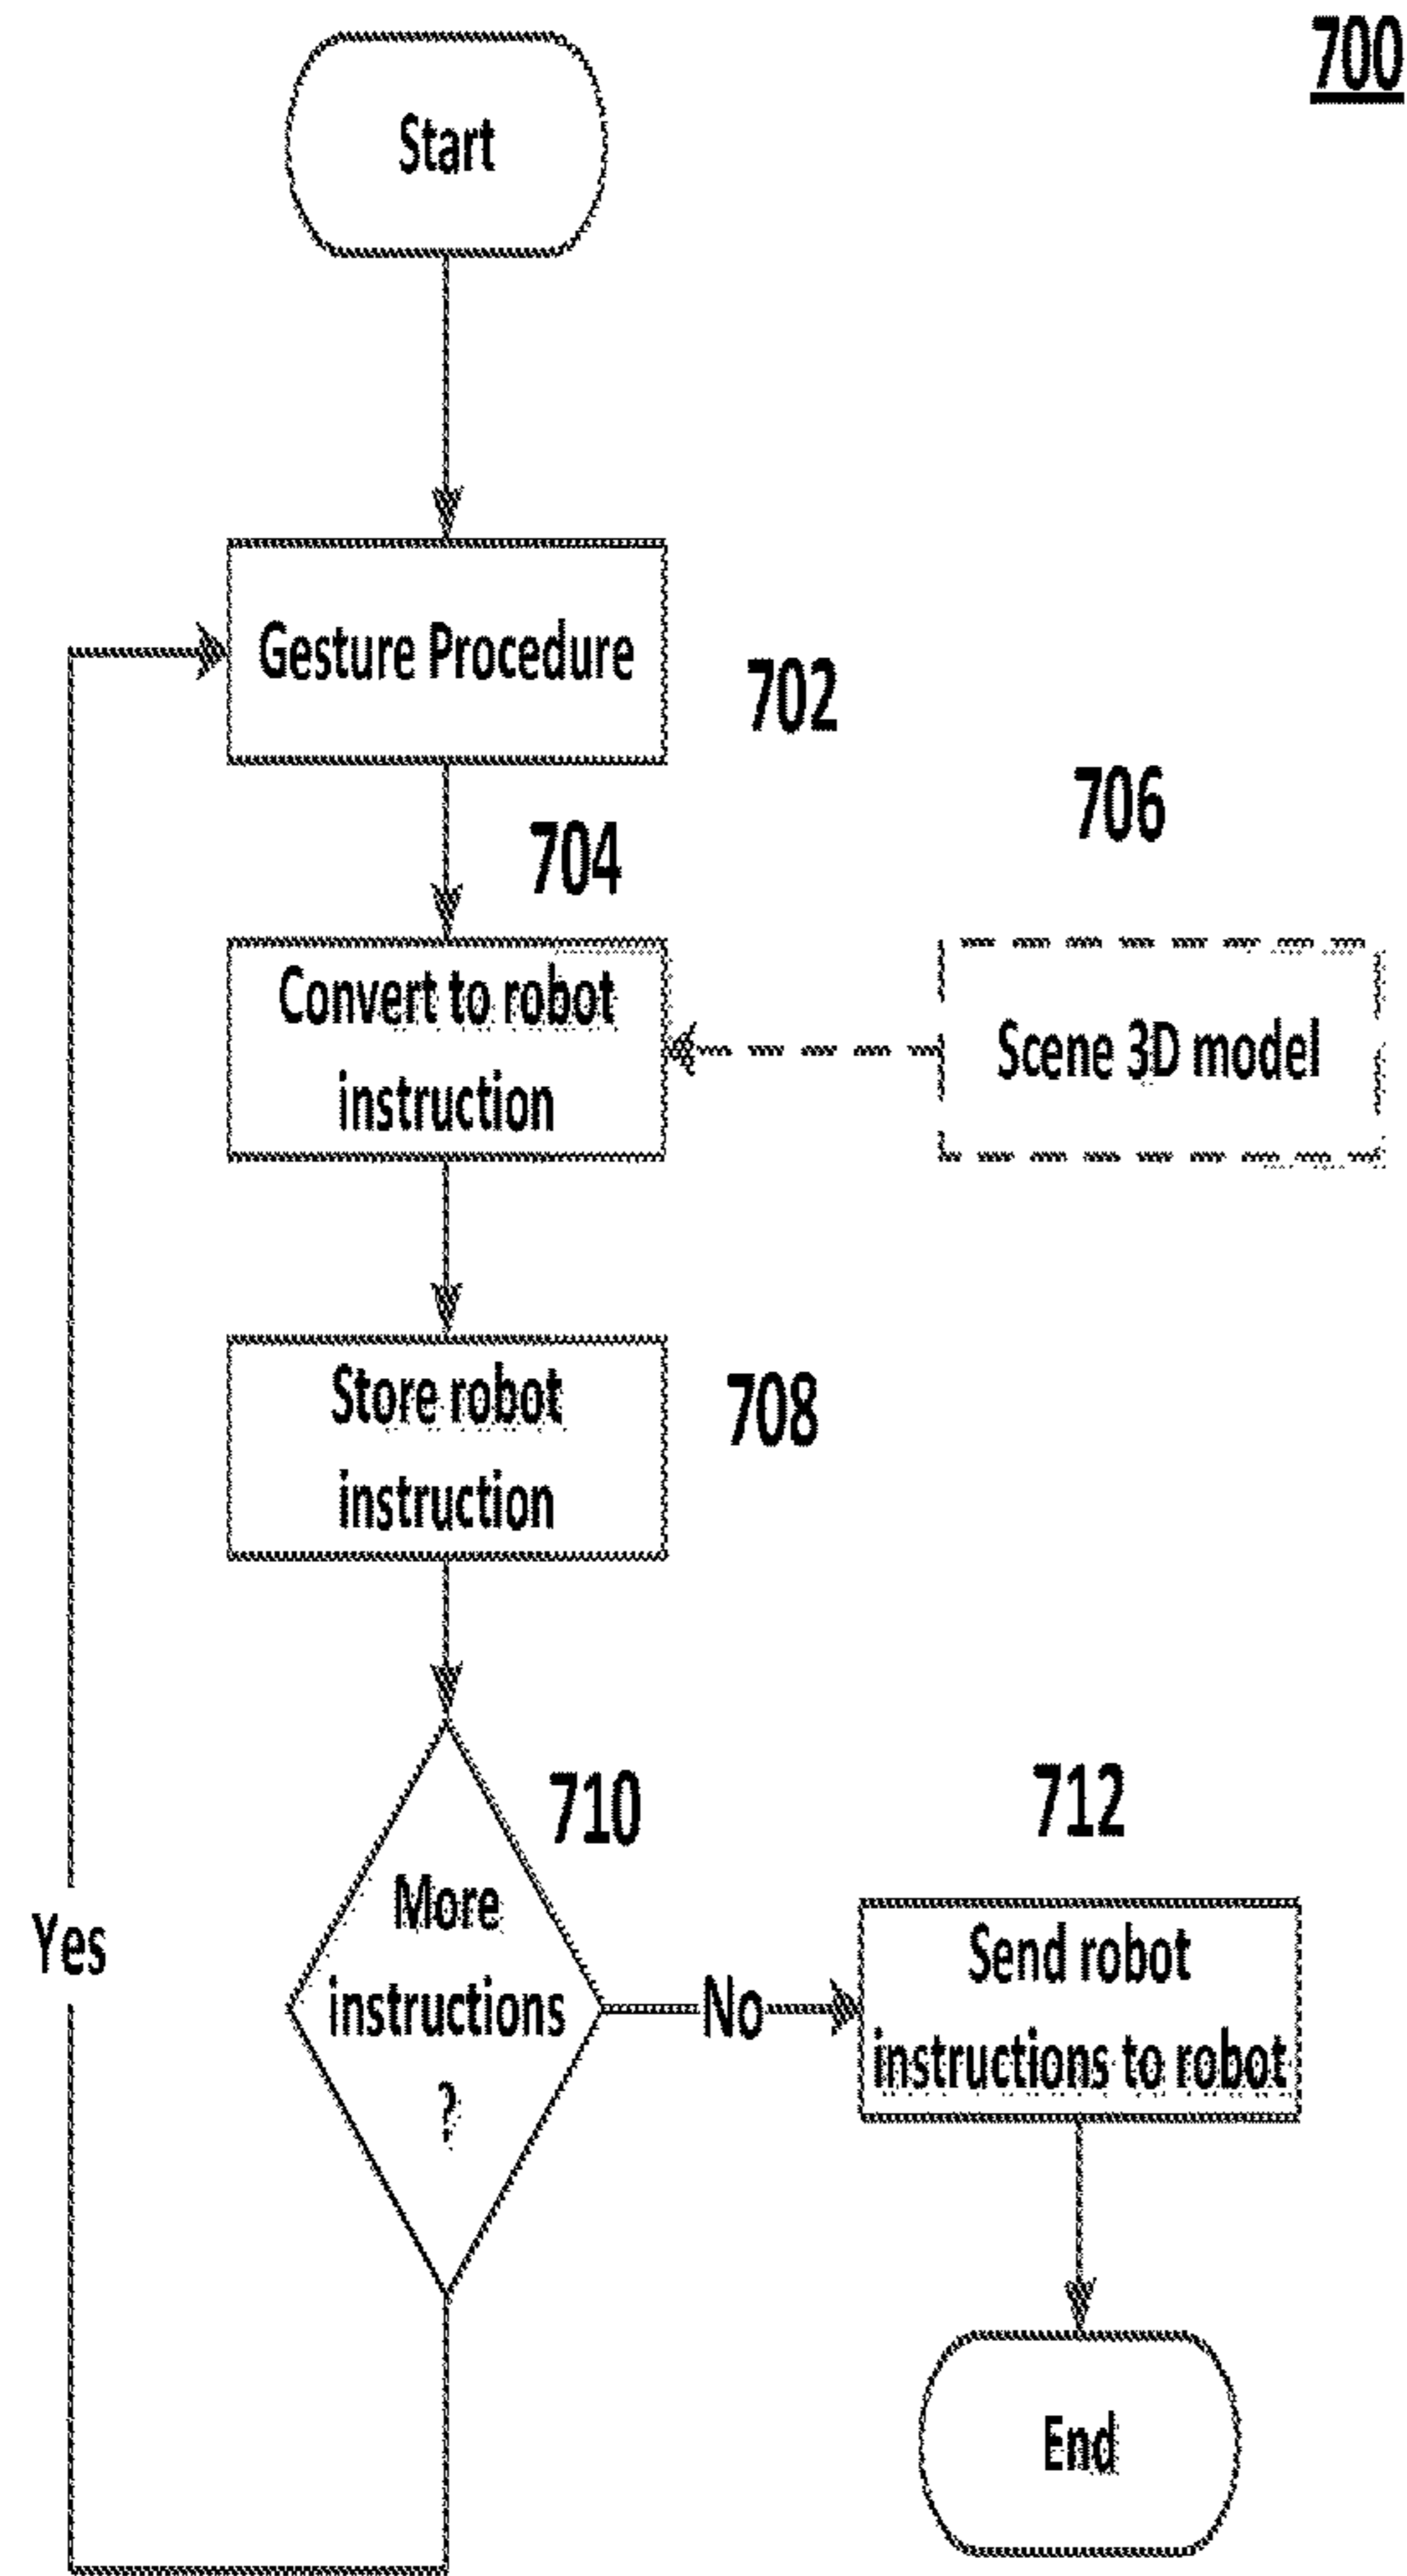 700
Start
Gesture Procedure
702
704
706
Convert to robot
instruction
Scene 3D model
Store robot
instruction
708
710
More
instructions
?
Yes
No
712
Send robot
instructions to robot
End